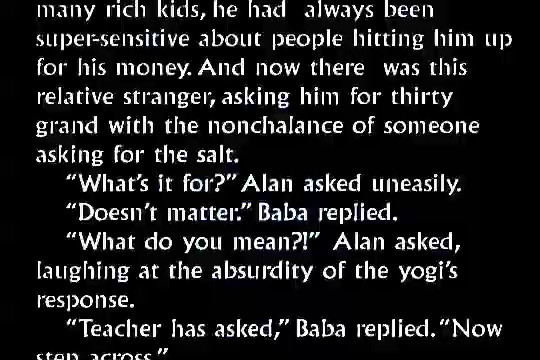 many rich kids, he had always been
super-sensitive about people hitting him up
for his money. And now there was this
relative stranger, asking him for thirty
grand with the nonchalance of someone
asking for the salt.
“What’s it for?” Alan asked uneasily.
“Doesn’t matter.” Baba replied.
“What do you mean?!” Alan asked,
laughing at the absurdity of the yogi’s
response.
“Teacher has asked,” Baba replied. “Now
step across.”